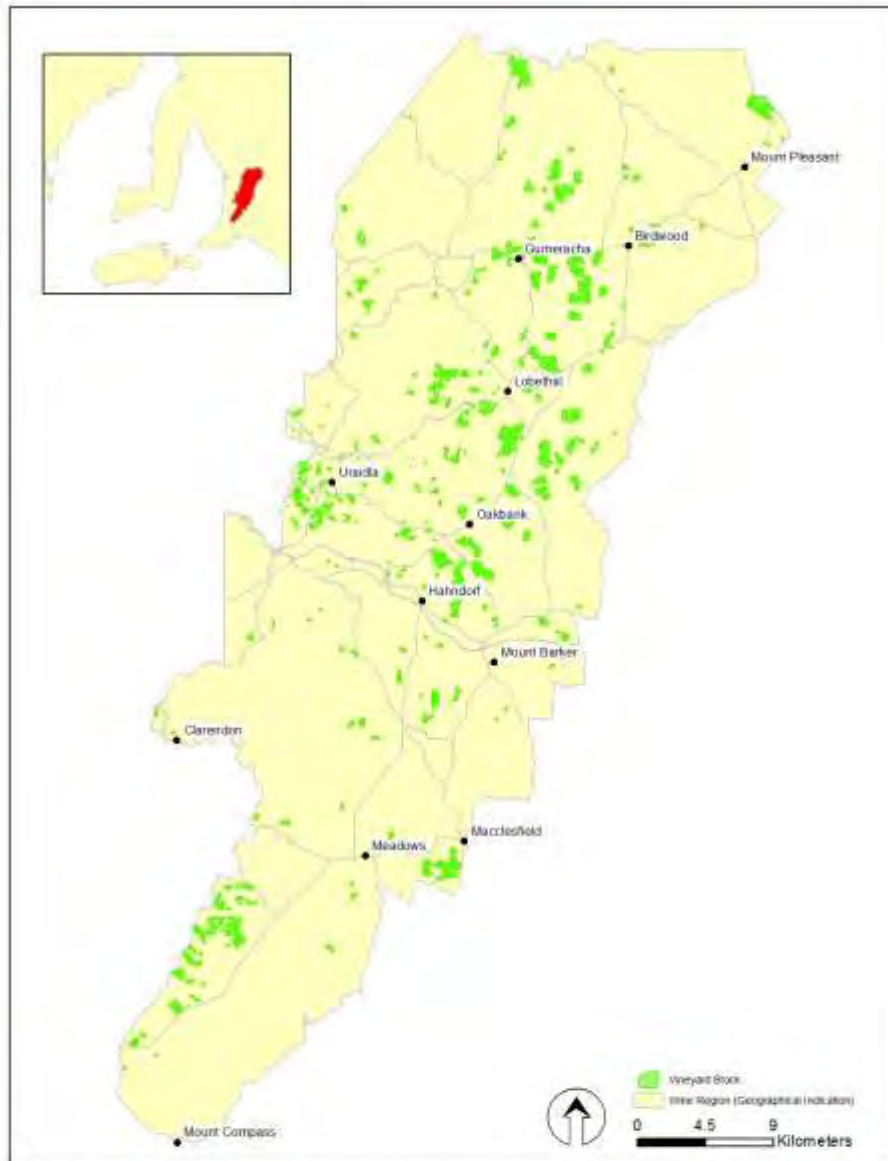 Mount Pleasant
Birdwood
Gumeracha
Lobethal
Uraidla
Oakbank
Hahndorf
Mount Barker
Clarendon
Macclesfield
Meadows
Vineyard Block
Wine Region (Geographical Indication)
0 4.5 9
Kilometers
Mount Compass